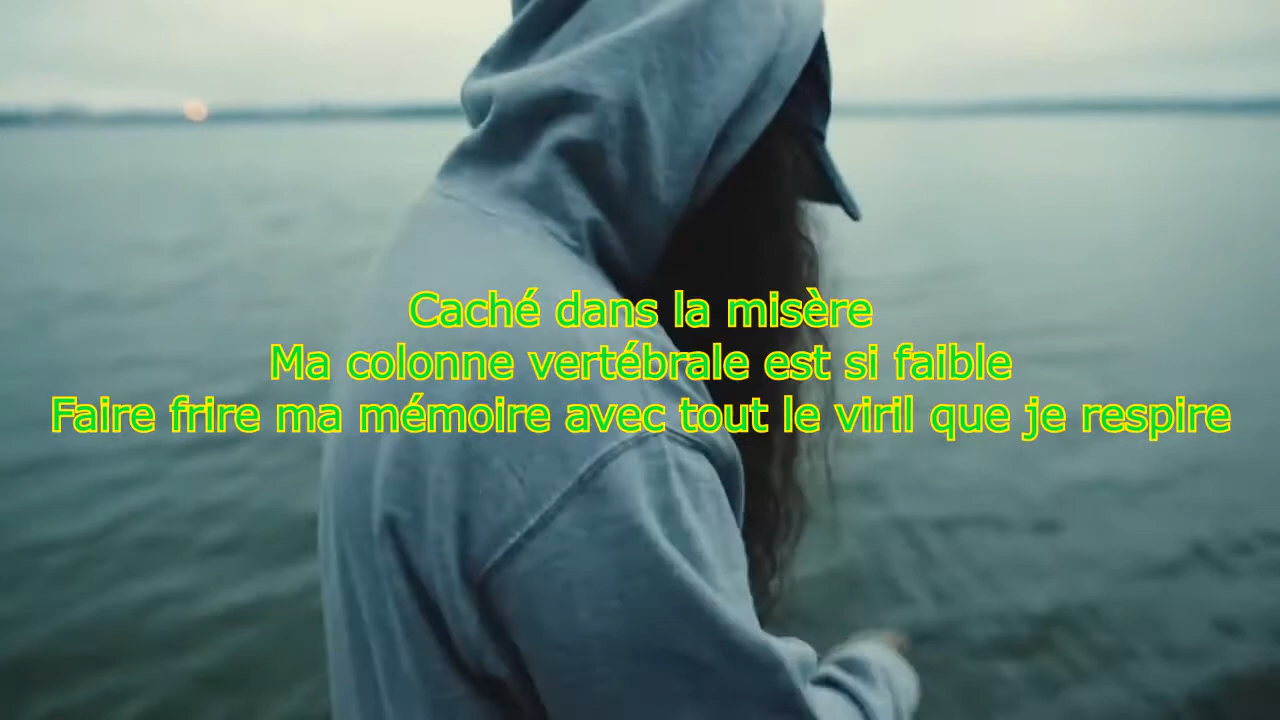 Caché dans la misère
Ma colonne vertébrale est si faible
Faire frire ma mémoire avec tout le viril que je respire